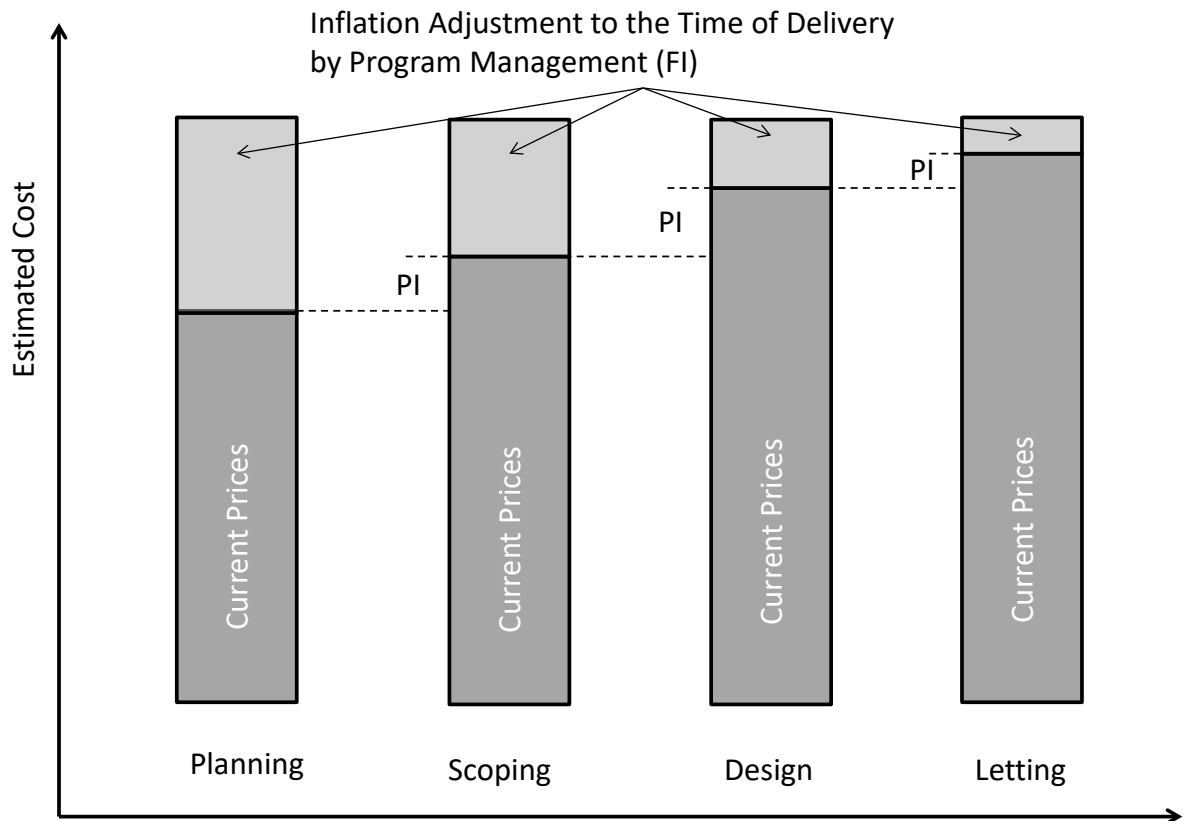 Inflation Adjustment to the Time of Delivery
by Program Management (FI)
Estimated Cost
PI
PI
PI
Current Prices
Current Prices
Current Prices
Current Prices
Planning
Scoping
Design
Letting